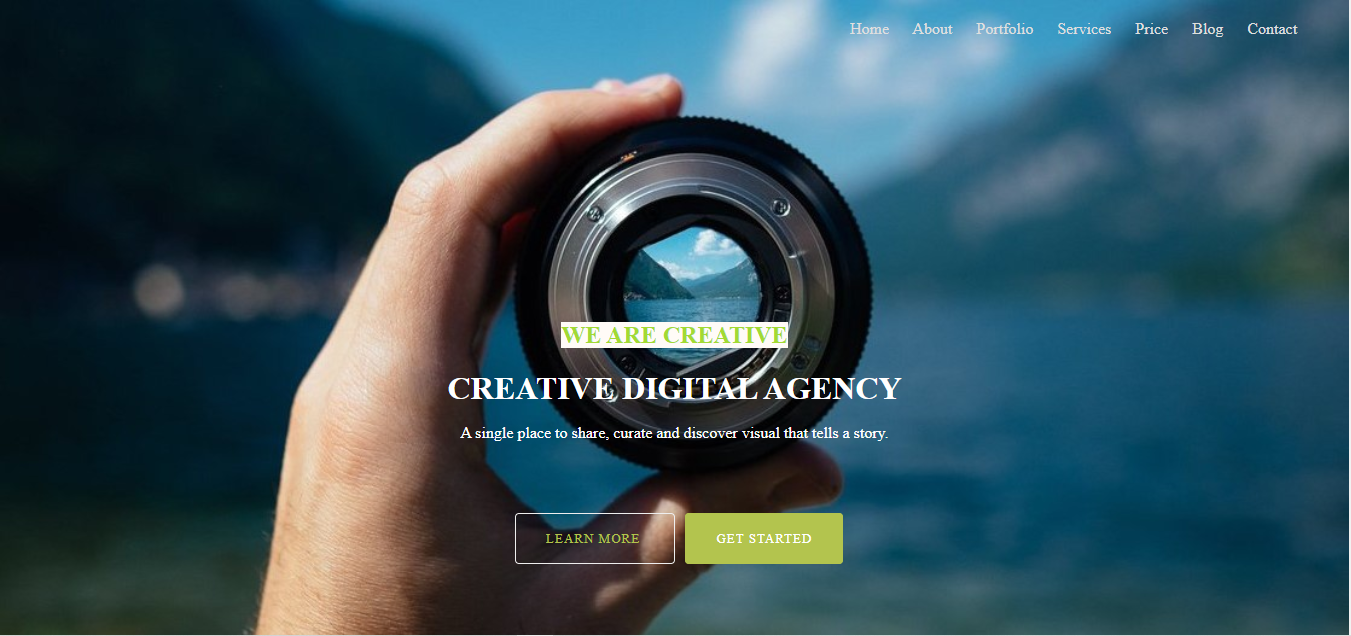 Home About Portfolio Services Price Blog Contact
WE ARE CREATIVE
CREATIVE DIGITAL AGENCY
A single place to share, curate and discover visual that tells a story.
LEARN MORE GET STARTED